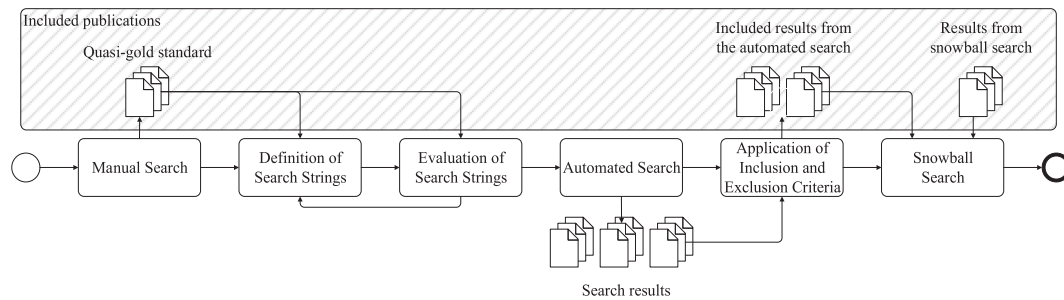 Included publications
Quasi-gold standard
Included results from
the automated search
Results from
snowball search
Manual Search
Definition of
Search Strings
Evaluation of
Search Strings
Automated Search
Application of
Inclusion and
Exclusion Criteria
Snowball
Search
Search results